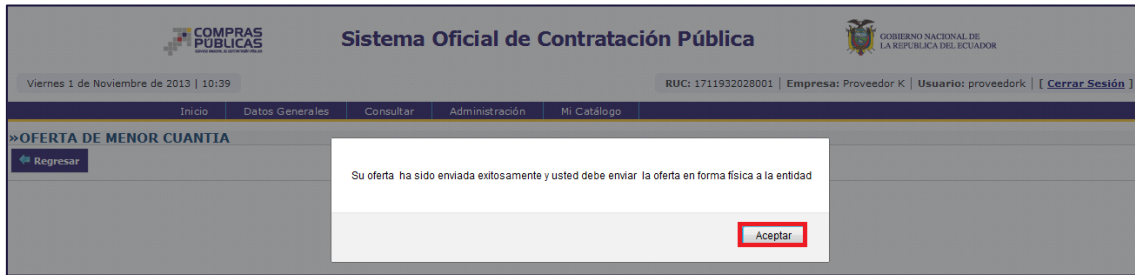 COMPRAS
PÚBLICAS
Sistema Oficial de Contratación Pública
GOBIERNO NACIONAL DE
LA REPUBLICA DEL ECUADOR
Viernes 1 de Noviembre de 2013 | 10:39
RUC: 1711932028001 | Empresa: Proveedor K | Usuario: proveedork | [ Cerrar Sesión ]
Inicio Datos Generales Consultar Administración Mi Catálogo
»OFERTA DE MENOR CUANTIA
Regresar
Su oferta ha sido enviada exitosamente y usted debe enviar la oferta en forma física a la entidad
Aceptar